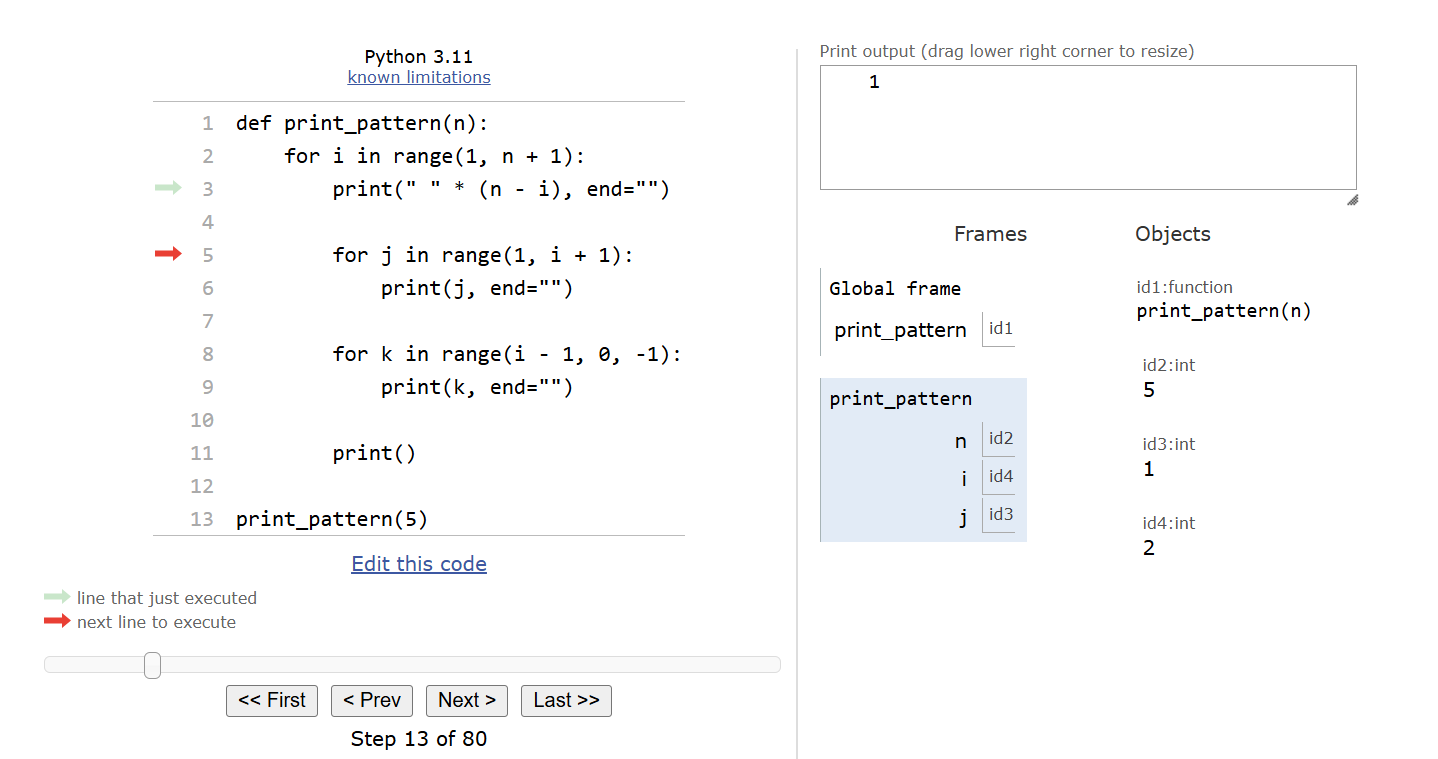 Python 3.11
known limitations
1 def print_pattern(n):
2     for i in range(1, n + 1):
3         print(" " * (n - i), end="")
4
5         for j in range(1, i + 1):
6             print(j, end="")
7
8         for k in range(i - 1, 0, -1):
9             print(k, end="")
10
11         print()
12
13 print_pattern(5)
Edit this code
line that just executed
next line to execute
<< First < Prev Next > Last >>
Step 13 of 80
Print output (drag lower right corner to resize)
    1
Frames Objects
Global frame
print_pattern id1
print_pattern
n id2
i id4
j id3
id1:function
print_pattern(n)
id2:int
5
id3:int
1
id4:int
2